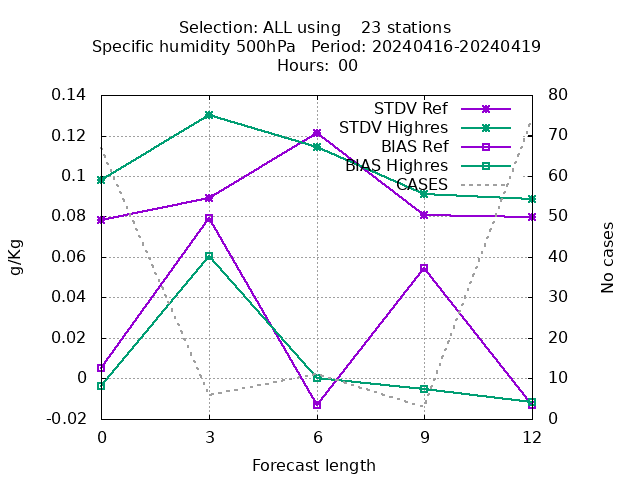 Selection: ALL using    23 stations
Specific humidity 500hPa   Period: 20240416-20240419
Hours: 00
0.14
0.12
0.1
0.08
0.06
0.04
0.02
0
-0.02
80
70
60
50
40
30
20
10
0
STDV Ref
STDV Highres
BIAS Ref
BIAS Highres
CASES
g/Kg
No cases
0 3 6 9 12
Forecast length